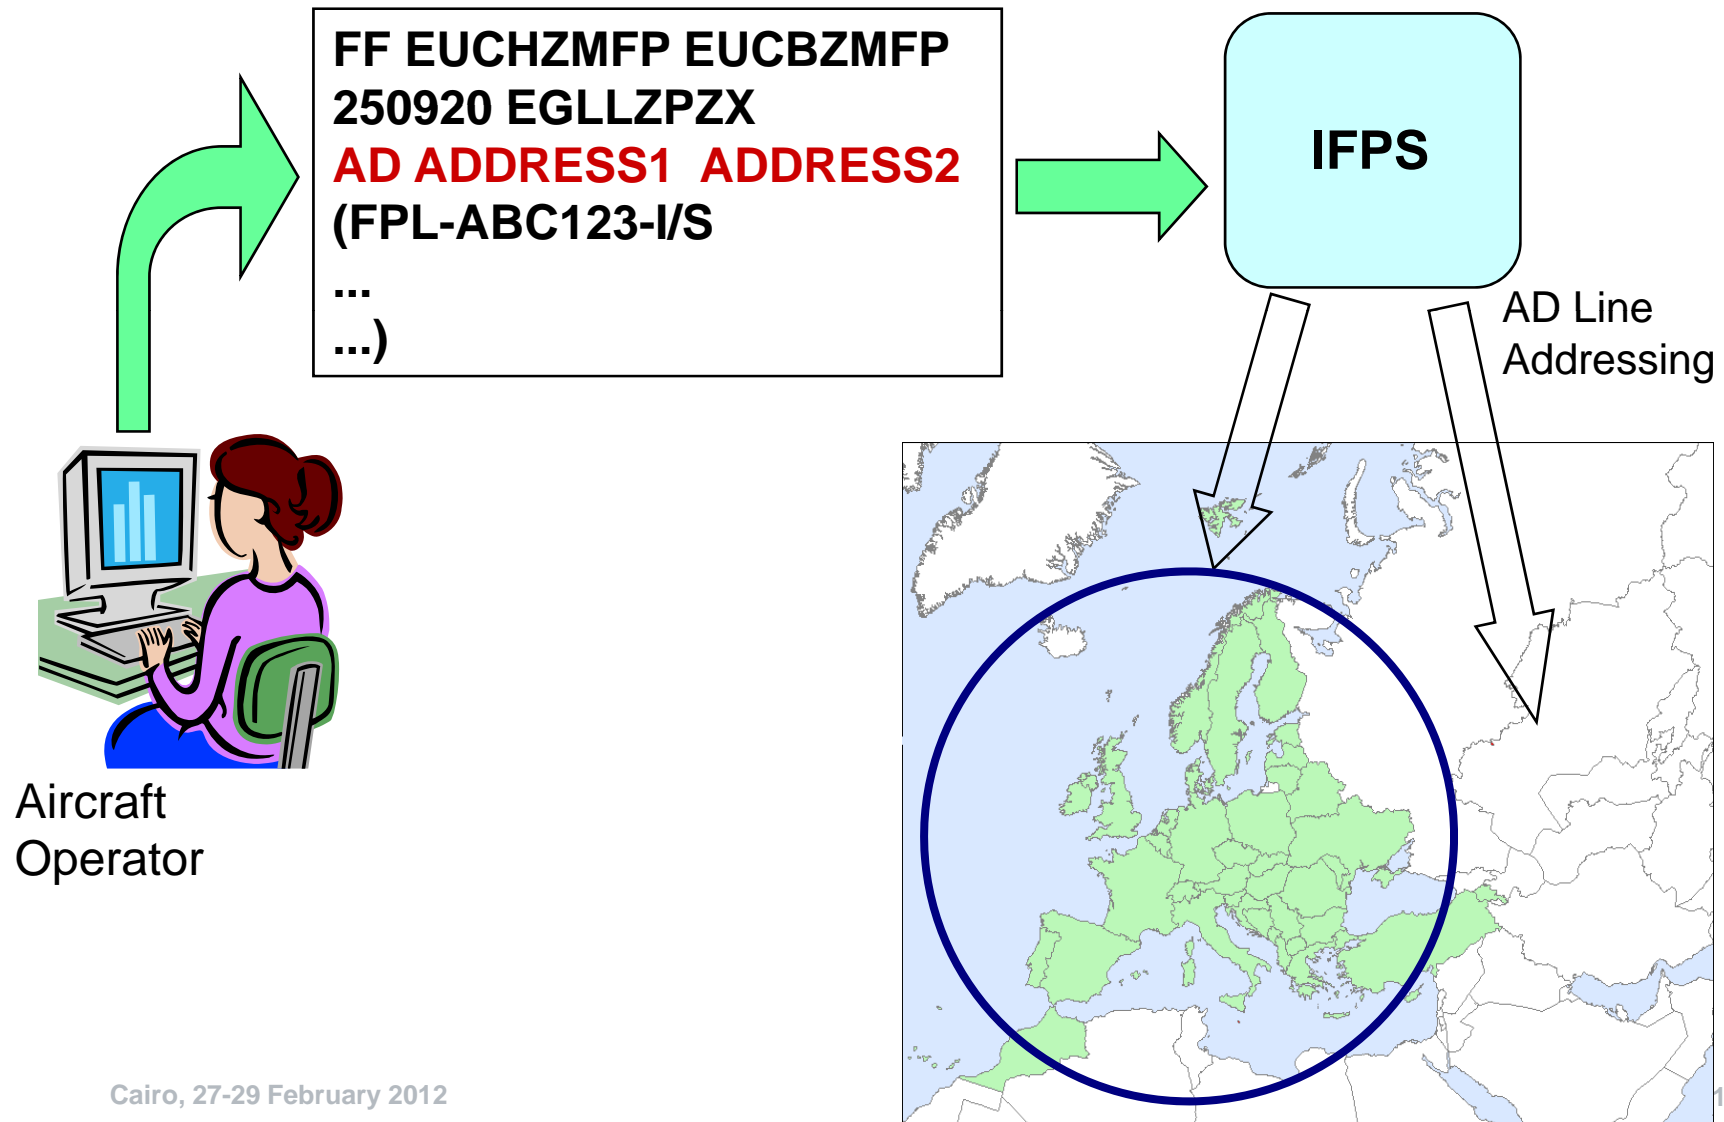 FF EUCHZMFP EUCBZMFP
250920 EGLLZPZX
AD ADDRESS1  ADDRESS2
(FPL-ABC123-I/S
...
...)
IFPS
AD Line
Addressing
Aircraft
Operator
Cairo, 27-29 February 2012
1